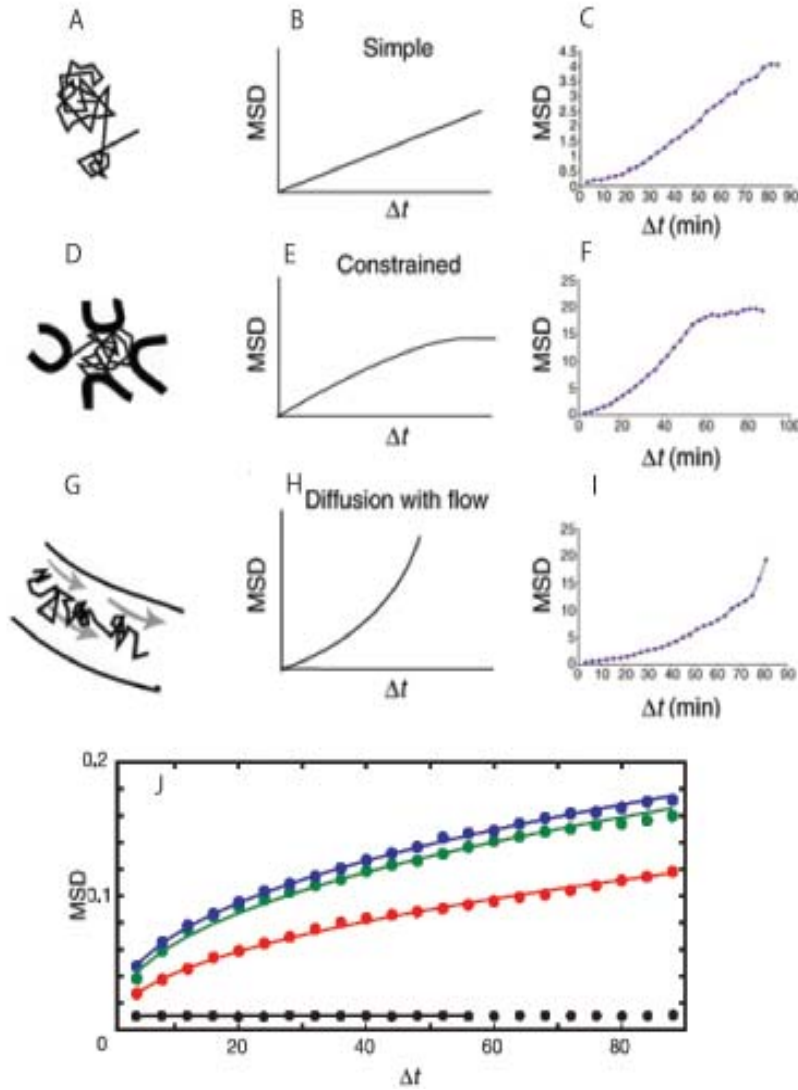 A
B
Simple
MSD
Δt
C
MSD
4.5
4
3.5
3
2.5
2
1.5
1
0.5
0
0 10 20 30 40 50 60 70 80 90
Δt (min)
D
E
Constrained
MSD
Δt
F
MSD
25
20
15
10
5
0
0 20 40 60 80 100
Δt (min)
G
H
Diffusion with flow
MSD
Δt
I
MSD
25
20
15
10
5
0
0 10 20 30 40 50 60 70 80 90
Δt (min)
J
MSD
0.2
0.1
0
20 40 60 80
Δt